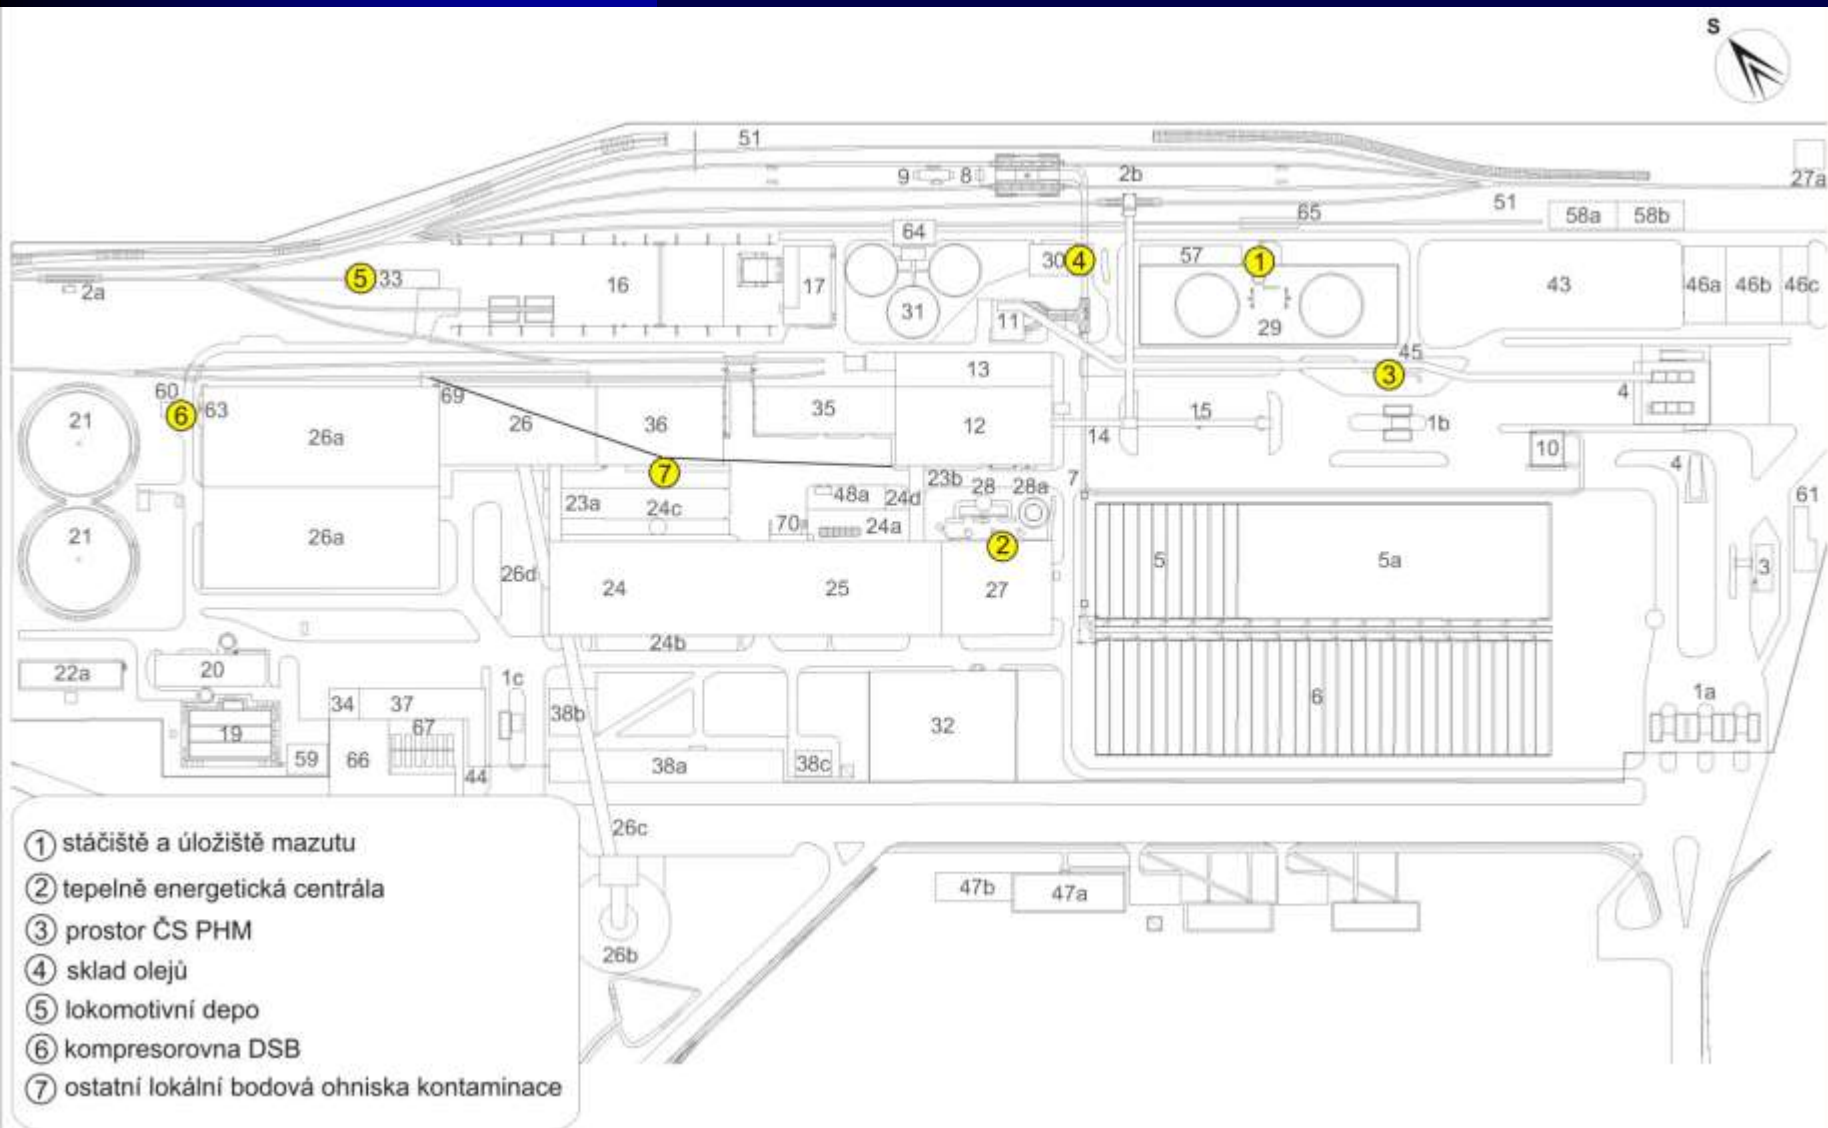 S
51
9
8
2b
27a
51
65
58a
58b
64
57
1
30
4
5
33
2a
16
17
31
11
29
43
46a
46b
46c
45
3
13
4
60
6
63
69
21
26a
26
36
35
12
14
15
1b
10
7
23b
28
28a
7
4
61
23a
24c
48a
24d
70
24a
2
21
26a
26d
24
25
27
5
5a
3
24b
22a
20
1c
34
37
38b
32
6
1a
19
67
59
66
44
38a
38c
26c
47b
47a
26b
1 stáčiště a úložiště mazutu
2 tepelně energetická centrála
3 prostor ČS PHM
4 sklad olejů
5 lokomotivní depo
6 kompresorovna DSB
7 ostatní lokální bodová ohniska kontaminace